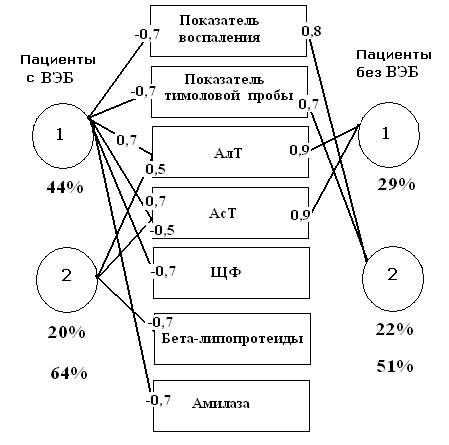 Показатель
воспаления
-0,7
0,8
Пациенты
с ВЭБ
Пациенты
без ВЭБ
Показатель
тимоловой пробы
-0,7
0,7
1
44%
0,7
АлТ
0,9
0,5
1
29%
0,7
АсТ
0,9
-0,5
2
20%
64%
-0,7
ЩФ
2
22%
51%
-0,7
Бета-липопротеиды
-0,7
Амилаза